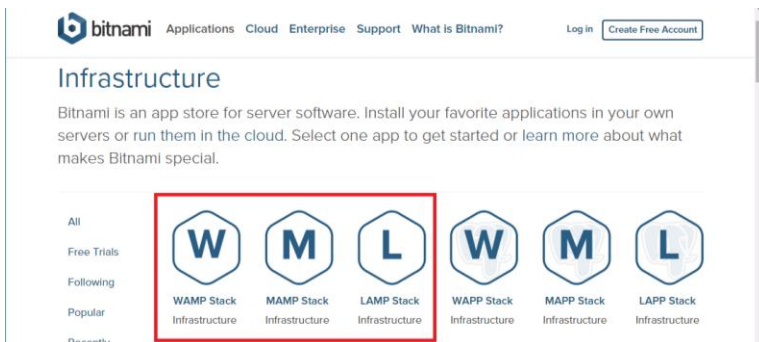 bitnami Applications Cloud Enterprise Support What is Bitnami? Log in Create Free Account
Infrastructure
Bitnami is an app store for server software. Install your favorite applications in your own
servers or run them in the cloud. Select one app to get started or learn more about what
makes Bitnami special.
All
Free Trials
Following
Popular
Recently
W M L W M L
WAMP Stack MAMP Stack LAMP Stack WAPP Stack MAPP Stack LAPP Stack
Infrastructure Infrastructure Infrastructure Infrastructure Infrastructure Infrastructure